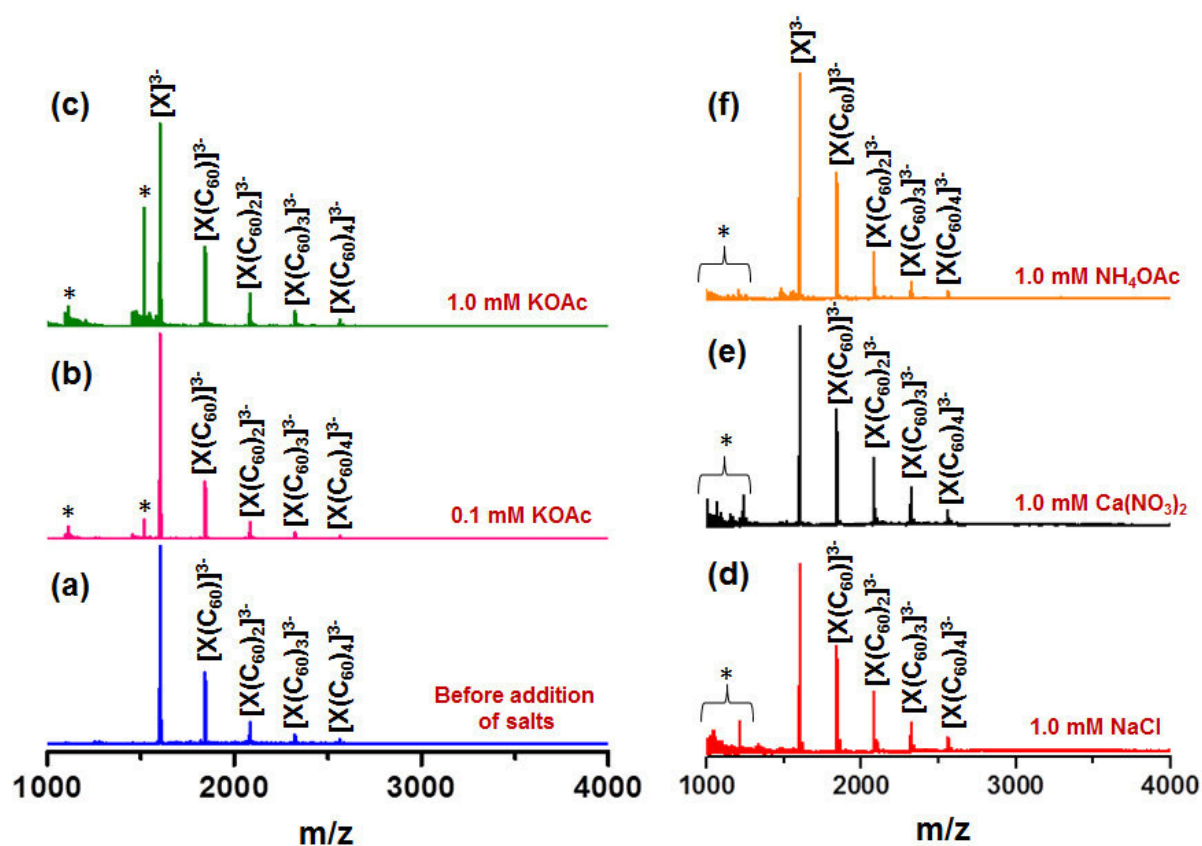 (c)
*
*
[X]³⁻
[X(C₆₀)]³⁻
[X(C₆₀)₂]³⁻
[X(C₆₀)₃]³⁻
[X(C₆₀)₄]³⁻
1.0 mM KOAc
(b)
*
*
[X(C₆₀)]³⁻
[X(C₆₀)₂]³⁻
[X(C₆₀)₃]³⁻
[X(C₆₀)₄]³⁻
0.1 mM KOAc
(a)
[X(C₆₀)]³⁻
[X(C₆₀)₂]³⁻
[X(C₆₀)₃]³⁻
[X(C₆₀)₄]³⁻
Before addition
of salts
1000 2000 3000 4000
m/z
(f)
*
[X]³⁻
[X(C₆₀)]³⁻
[X(C₆₀)₂]³⁻
[X(C₆₀)₃]³⁻
[X(C₆₀)₄]³⁻
1.0 mM NH₄OAc
(e)
*
[X(C₆₀)]³⁻
[X(C₆₀)₂]³⁻
[X(C₆₀)₃]³⁻
[X(C₆₀)₄]³⁻
1.0 mM Ca(NO₃)₂
(d)
*
[X(C₆₀)]³⁻
[X(C₆₀)₂]³⁻
[X(C₆₀)₃]³⁻
[X(C₆₀)₄]³⁻
1.0 mM NaCl
1000 2000 3000 4000
m/z